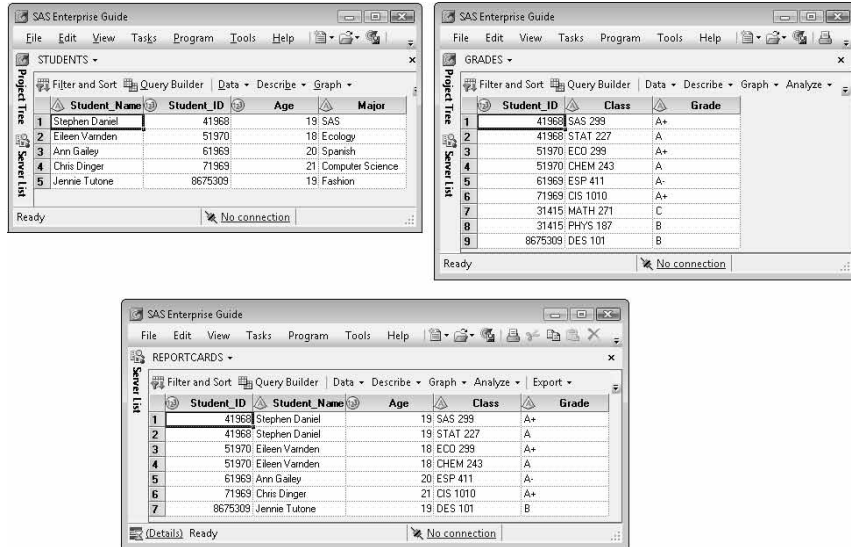 SAS Enterprise Guide
File Edit View Tasks Program Tools Help
STUDENTS
Filter and Sort Query Builder Data Describe Graph
Project Tree
Server List
Student_Name Student_ID Age Major
1 Stephen Daniel 41968 19 SAS
2 Eileen Varnden 51970 18 Ecology
3 Ann Gailey 61969 20 Spanish
4 Chris Dinger 71969 21 Computer Science
5 Jennie Tutone 8675309 19 Fashion
Ready No connection
SAS Enterprise Guide
File Edit View Tasks Program Tools Help
GRADES
Filter and Sort Query Builder Data Describe Graph Analyze
Project Tree
Server List
Student_ID Class Grade
1 41968 SAS 299 A+
2 41968 STAT 227 A
3 51970 ECO 299 A+
4 51970 CHEM 243 A
5 61969 ESP 411 A-
6 71969 CIS 1010 A+
7 31415 MATH 271 C
8 31415 PHYS 187 B
9 8675309 DES 101 B
Ready No connection
SAS Enterprise Guide
File Edit View Tasks Program Tools Help
REPORTCARDS
Filter and Sort Query Builder Data Describe Graph Analyze Export
Server List
Student_ID Student_Name Age Class Grade
1 41968 Stephen Daniel 19 SAS 299 A+
2 41968 Stephen Daniel 19 STAT 227 A
3 51970 Eileen Varnden 18 ECO 299 A+
4 51970 Eileen Varnden 18 CHEM 243 A
5 61969 Ann Gailey 20 ESP 411 A-
6 71969 Chris Dinger 21 CIS 1010 A+
7 8675309 Jennie Tutone 19 DES 101 B
(Details) Ready No connection